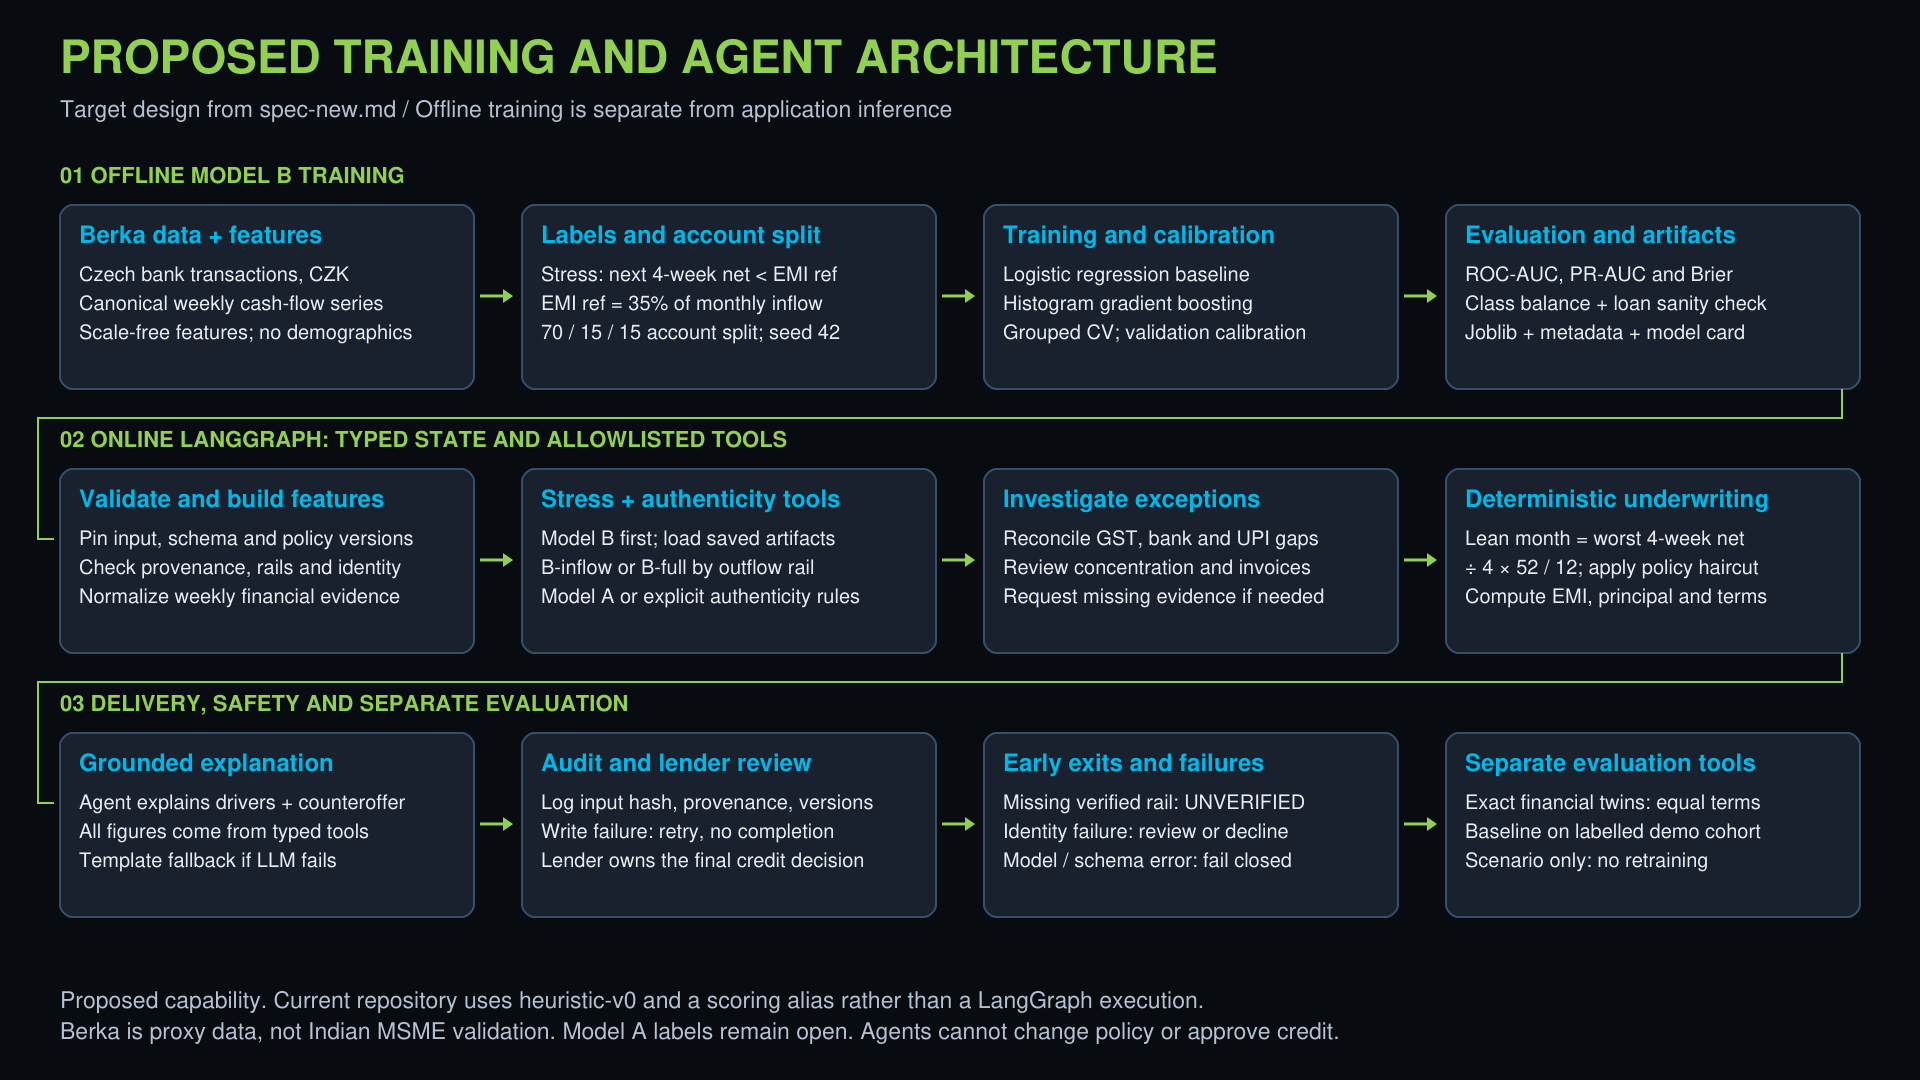 PROPOSED TRAINING AND AGENT ARCHITECTURE
Target design from spec-new.md / Offline training is separate from application inference
01 OFFLINE MODEL B TRAINING
Berka data + features
Czech bank transactions, CZK
Canonical weekly cash-flow series
Scale-free features; no demographics
Labels and account split
Stress: next 4-week net < EMI ref
EMI ref = 35% of monthly inflow
70 / 15 / 15 account split; seed 42
Training and calibration
Logistic regression baseline
Histogram gradient boosting
Grouped CV; validation calibration
Evaluation and artifacts
ROC-AUC, PR-AUC and Brier
Class balance + loan sanity check
Joblib + metadata + model card
02 ONLINE LANGGRAPH: TYPED STATE AND ALLOWLISTED TOOLS
Validate and build features
Pin input, schema and policy versions
Check provenance, rails and identity
Normalize weekly financial evidence
Stress + authenticity tools
Model B first; load saved artifacts
B-inflow or B-full by outflow rail
Model A or explicit authenticity rules
Investigate exceptions
Reconcile GST, bank and UPI gaps
Review concentration and invoices
Request missing evidence if needed
Deterministic underwriting
Lean month = worst 4-week net
÷ 4 × 52 / 12; apply policy haircut
Compute EMI, principal and terms
03 DELIVERY, SAFETY AND SEPARATE EVALUATION
Grounded explanation
Agent explains drivers + counteroffer
All figures come from typed tools
Template fallback if LLM fails
Audit and lender review
Log input hash, provenance, versions
Write failure: retry, no completion
Lender owns the final credit decision
Early exits and failures
Missing verified rail: UNVERIFIED
Identity failure: review or decline
Model / schema error: fail closed
Separate evaluation tools
Exact financial twins: equal terms
Baseline on labelled demo cohort
Scenario only: no retraining
Proposed capability. Current repository uses heuristic-v0 and a scoring alias rather than a LangGraph execution.
Berka is proxy data, not Indian MSME validation. Model A labels remain open. Agents cannot change policy or approve credit.